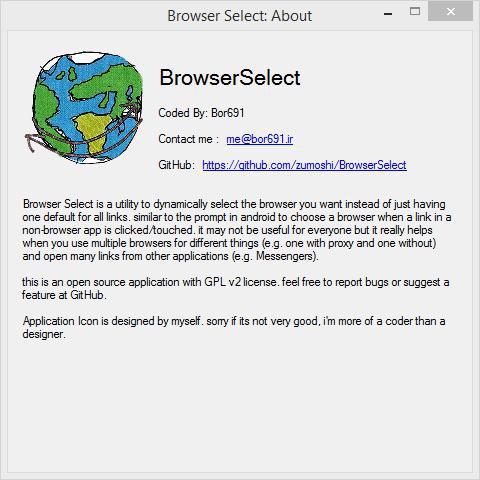 Browser Select: About
BrowserSelect
Coded By: Bor691
Contact me : me@bor691.ir
GitHub: https://github.com/zumoshi/BrowserSelect
Browser Select is a utility to dynamically select the browser you want instead of just having
one default for all links. similar to the prompt in android to choose a browser when a link in a
non-browser app is clicked/touched. it may not be useful for everyone but it really helps
when you use multiple browsers for different things (e.g. one with proxy and one without)
and open many links from other applications (e.g. Messengers).
this is an open source application with GPL v2 license. feel free to report bugs or suggest a
feature at GitHub.
Application Icon is designed by myself. sorry if its not very good, i'm more of a coder than a
designer.